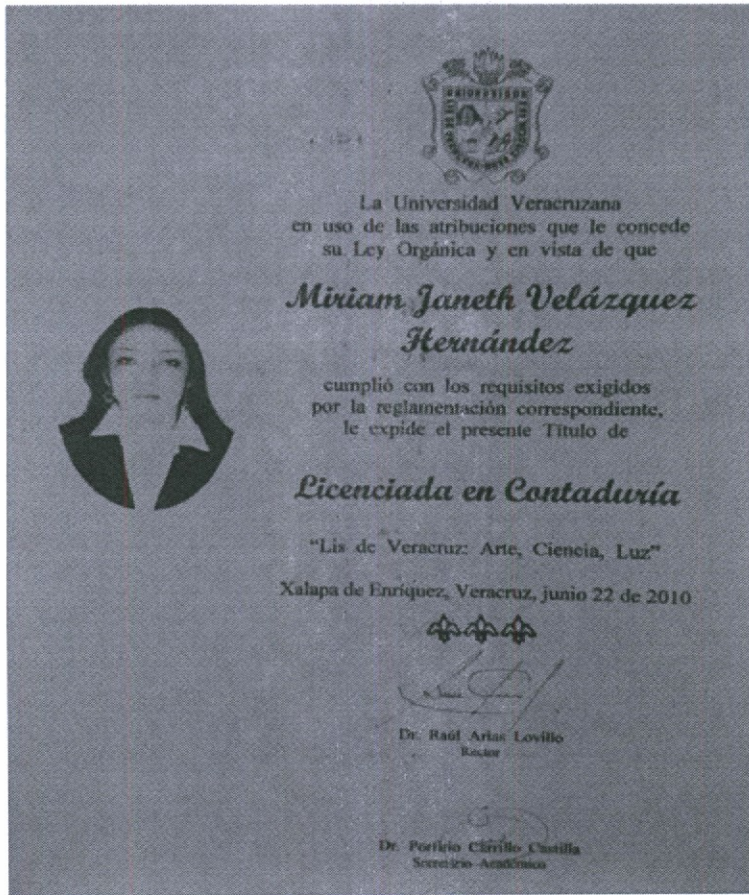 La Universidad Veracruzana
en uso de las atribuciones que le concede
su Ley Orgánica y en vista de que
Miriam Janeth Velázquez
Hernández
cumplió con los requisitos exigidos
por la reglamentación correspondiente,
le expide el presente Título de
Licenciada en Contaduría
“Lis de Veracruz: Arte, Ciencia, Luz”
Xalapa de Enríquez, Veracruz, junio 22 de 2010
Dr. Raúl Arias Lovillo
Rector
Dr. Porfirio Carrillo Castilla
Secretario Académico